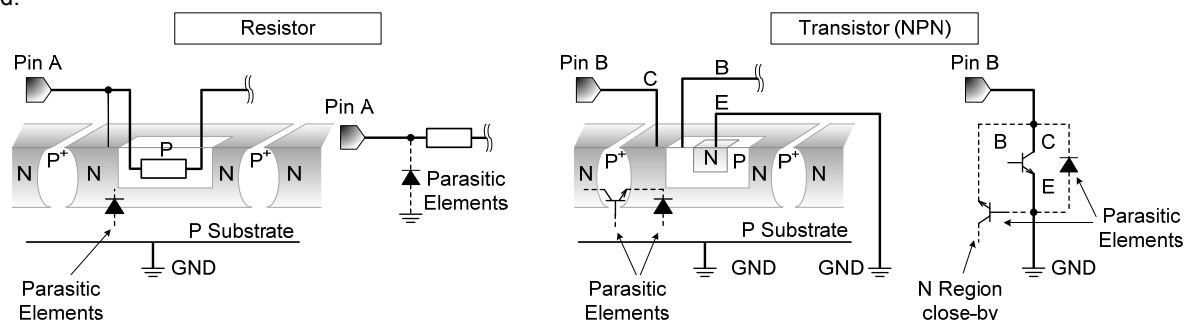 d.
Resistor
Transistor (NPN)
Pin A
Pin B
C
B
E
Pin B
Pin A
N
P+
N
P
N
P+
N
Parasitic
Elements
P Substrate
GND
Parasitic
Elements
N
P+
N
N
P
N
P+
N
P Substrate
GND
GND
Parasitic
Elements
B
C
E
Parasitic
Elements
GND
N Region
close-by